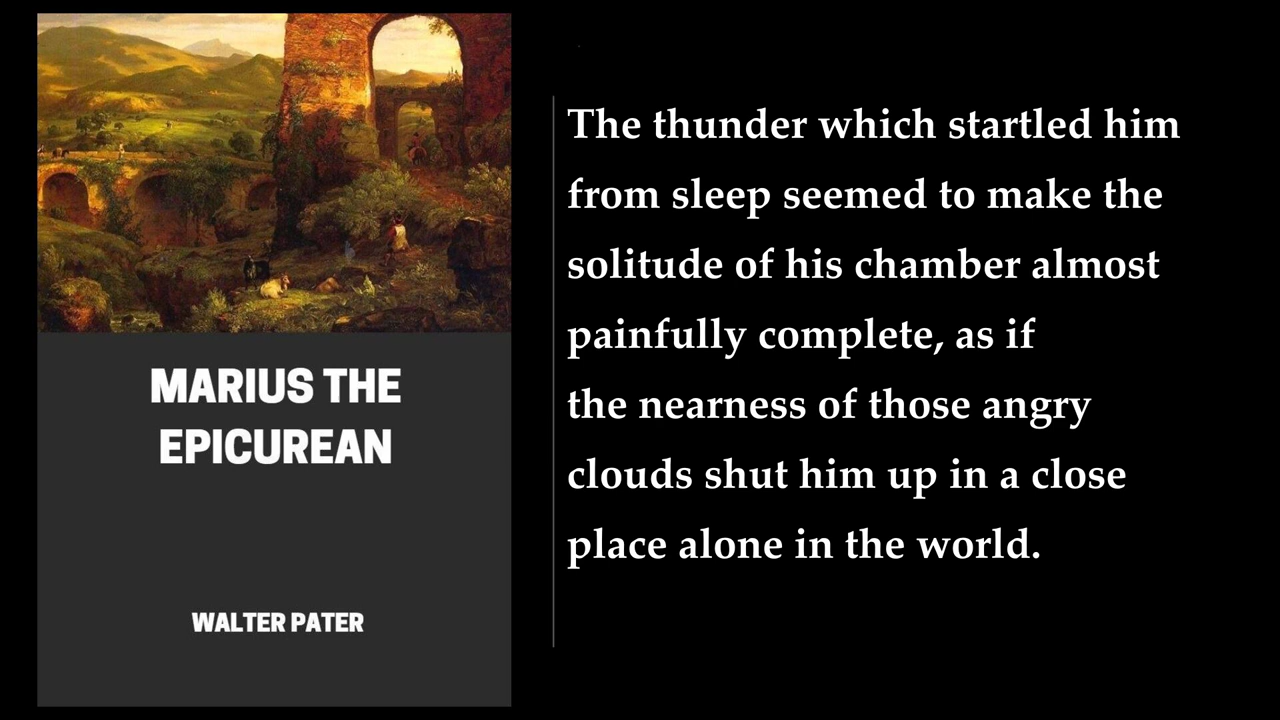 MARIUS THE
EPICUREAN
WALTER PATER
The thunder which startled him
from sleep seemed to make the
solitude of his chamber almost
painfully complete, as if
the nearness of those angry
clouds shut him up in a close
place alone in the world.